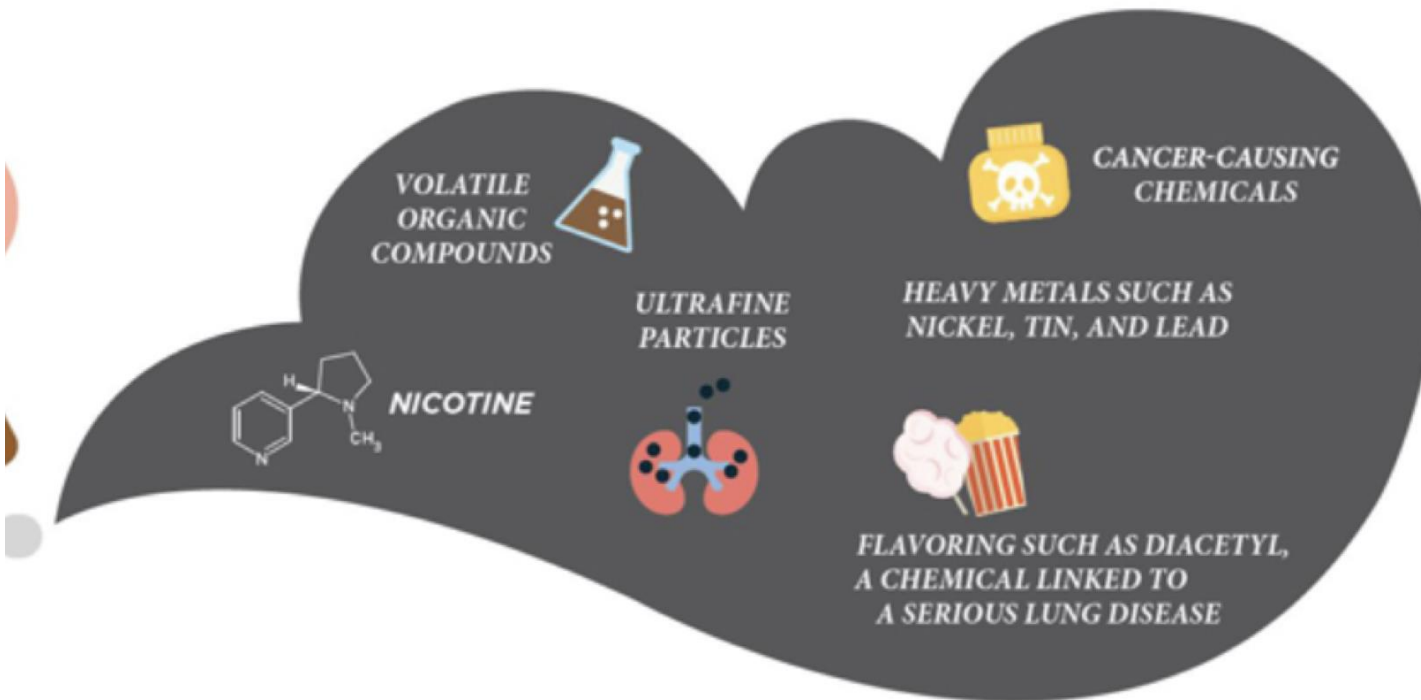 VOLATILE
ORGANIC
COMPOUNDS
CANCER-CAUSING
CHEMICALS
ULTRAFINE
PARTICLES
HEAVY METALS SUCH AS
NICKEL, TIN, AND LEAD
H
N
CH₃
N
NICOTINE
FLAVORING SUCH AS DIACETYL,
A CHEMICAL LINKED TO
A SERIOUS LUNG DISEASE